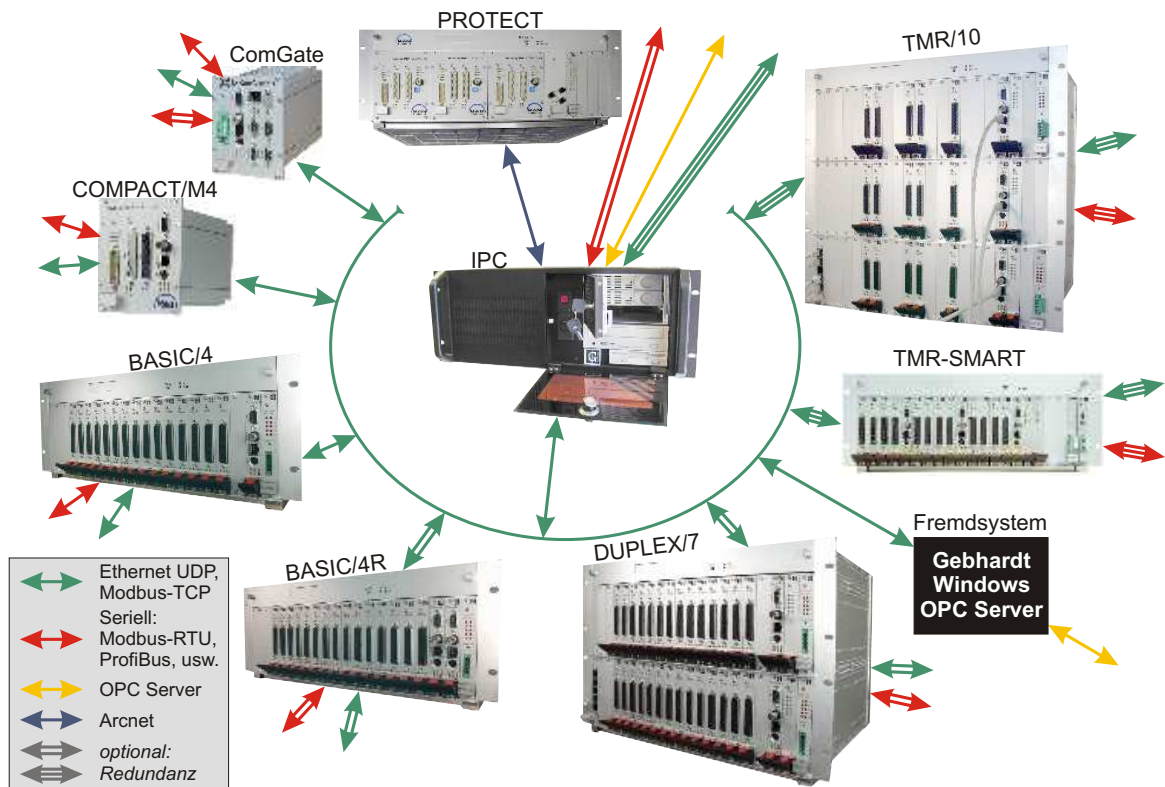 PROTECT
ComGate
TMR/10
COMPACT/M4
IPC
BASIC/4
TMR-SMART
Fremdsystem
Gebhardt
Windows
OPC Server
DUPLEX/7
BASIC/4R
Ethernet UDP,
Modbus-TCP
Seriell:
Modbus-RTU,
ProfiBus, usw.
OPC Server
Arcnet
optional:
Redundanz